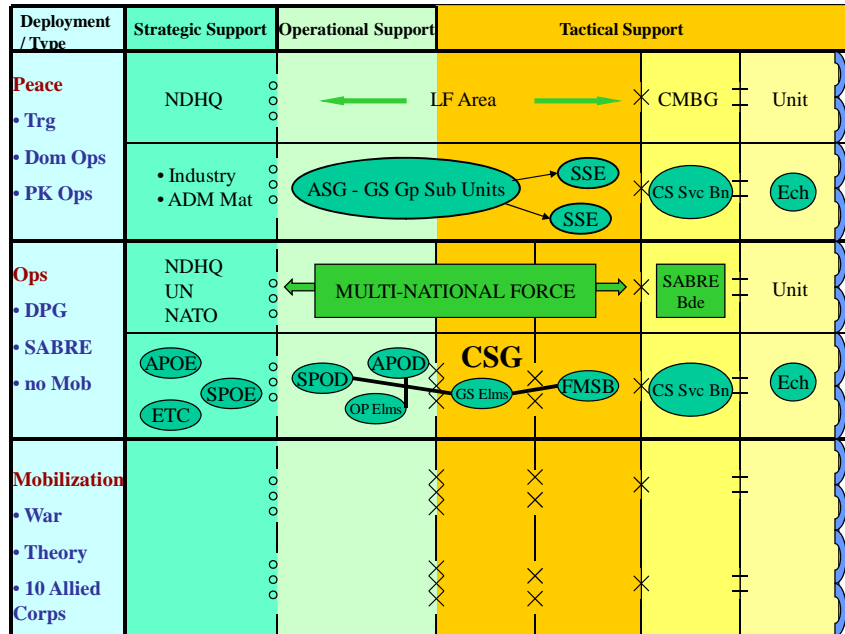 Deployment / Type
Strategic Support
Operational Support
Tactical Support
Peace
• Trg
• Dom Ops
• PK Ops
NDHQ
LF Area
CMBG
Unit
• Industry
• ADM Mat
ASG - GS Gp Sub Units
SSE
SSE
CS Svc Bn
Ech
Ops
• DPG
• SABRE
• no Mob
NDHQ
UN
NATO
MULTI-NATIONAL FORCE
SABRE
Bde
Unit
APOE
SPOE
ETC
SPOD
APOD
OP Elms
CSG
GS Elms
FMSB
CS Svc Bn
Ech
Mobilization
• War
• Theory
• 10 Allied
Corps